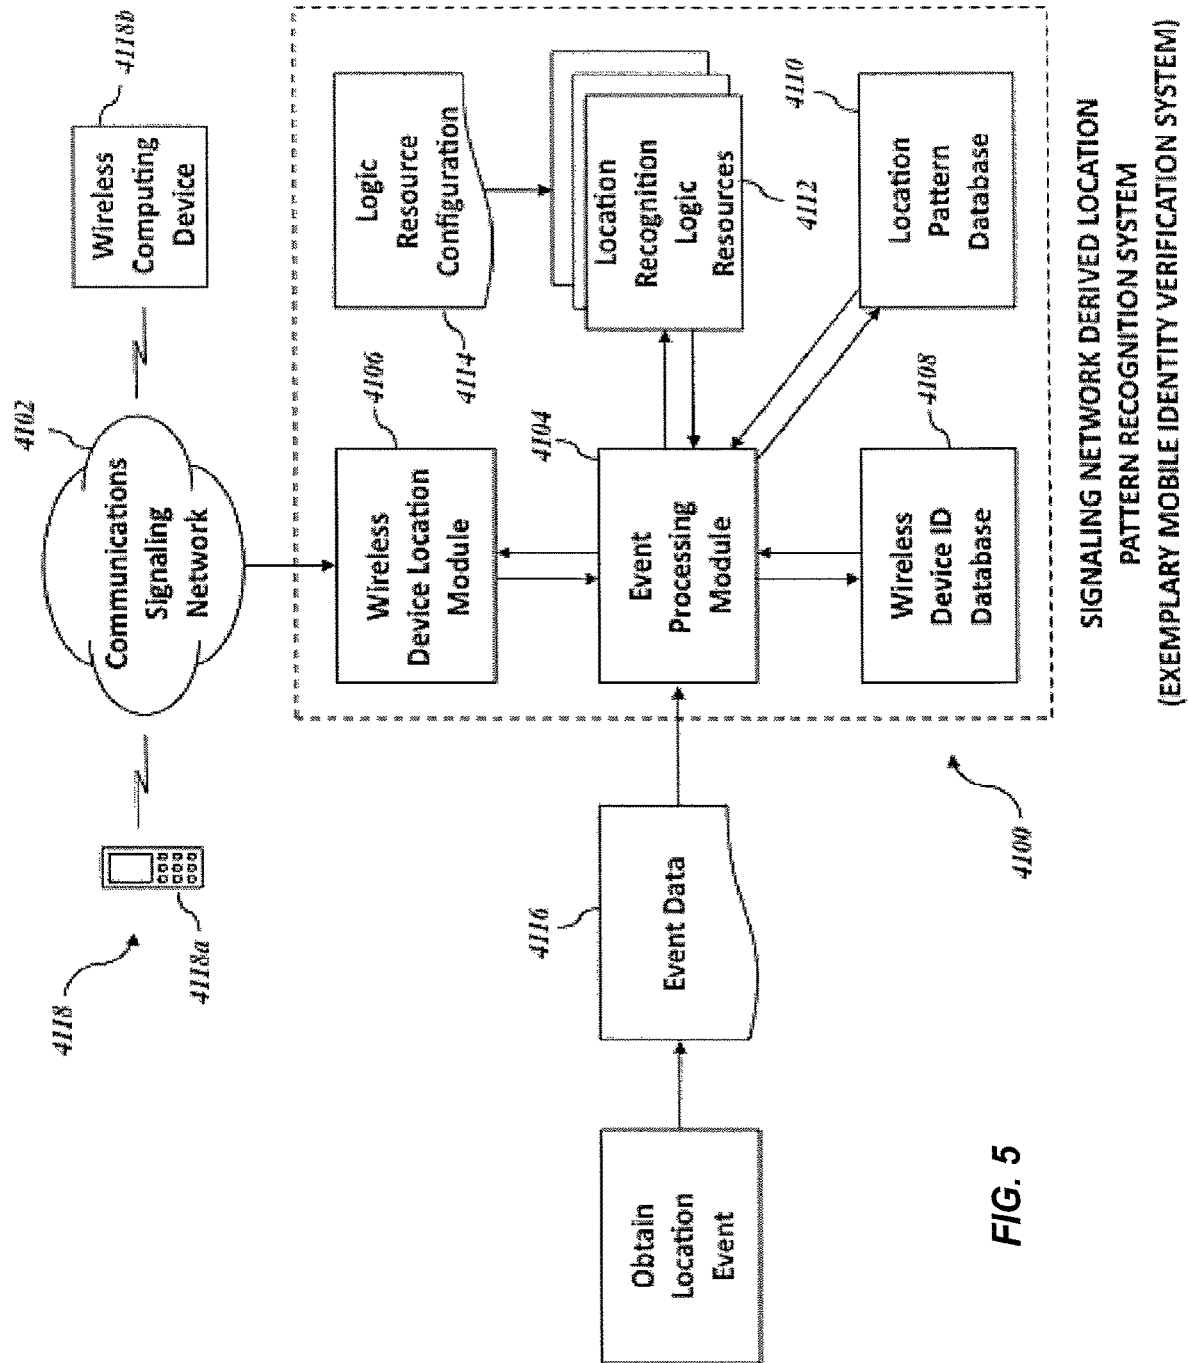 4118
4118a
4102
Communications
Signaling
Network
Wireless
Computing
Device
4118b
Wireless
Device Location
Module
4106
Logic
Resource
Configuration
4114
Obtain
Location
Event
Event Data
4116
Event
Processing
Module
4104
Location
Recognition
Logic
Resources
4112
Wireless
Device ID
Database
4108
Location
Pattern
Database
4110
4100
FIG. 5
SIGNALING NETWORK DERIVED LOCATION
PATTERN RECOGNITION SYSTEM
(EXEMPLARY MOBILE IDENTITY VERIFICATION SYSTEM)